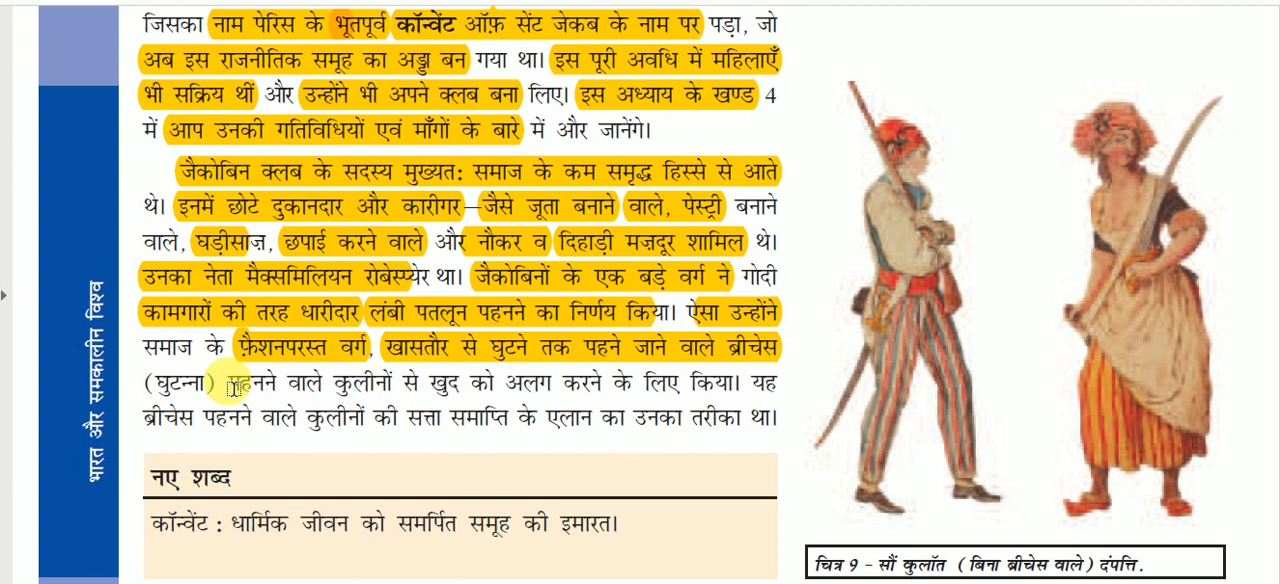 जिसका नाम पेरिस के भूतपूर्व कॉन्वेंट ऑफ़ सेंट जेकब के नाम पर पड़ा, जो
अब इस राजनीतिक समूह का अड्डा बन गया था। इस पूरी अवधि में महिलाएँ
भी सक्रिय थीं और उन्होंने भी अपने क्लब बना लिए। इस अध्याय के खण्ड 4
में आप उनकी गतिविधियों एवं माँगों के बारे में और जानेंगे।
जैकोबिन क्लब के सदस्य मुख्यत: समाज के कम समृद्ध हिस्से से आते
थे। इनमें छोटे दुकानदार और कारीगर—जैसे जूता बनाने वाले, पेस्ट्री बनाने
वाले, घड़ीसाज़, छपाई करने वाले और नौकर व दिहाड़ी मजदूर शामिल थे।
उनका नेता मैक्समिलियन रोबेस्प्येर था। जैकोबिनों के एक बड़े वर्ग ने गोदी
कामगारों की तरह धारीदार लंबी पतलून पहनने का निर्णय किया। ऐसा उन्होंने
समाज के फ़ैशनपरस्त वर्ग, खासतौर से घुटने तक पहने जाने वाले ब्रीचेस
(घुटन्ना) पहनने वाले कुलीनों से खुद को अलग करने के लिए किया। यह
ब्रीचेस पहनने वाले कुलीनों की सत्ता समाप्ति के एलान का उनका तरीका था।
नए शब्द
कॉन्वेंट : धार्मिक जीवन को समर्पित समूह की इमारत।
भारत और समकालीन विश्व
चित्र 9 - सौं कुलॉत (बिना ब्रीचेस वाले) दंपत्ति.